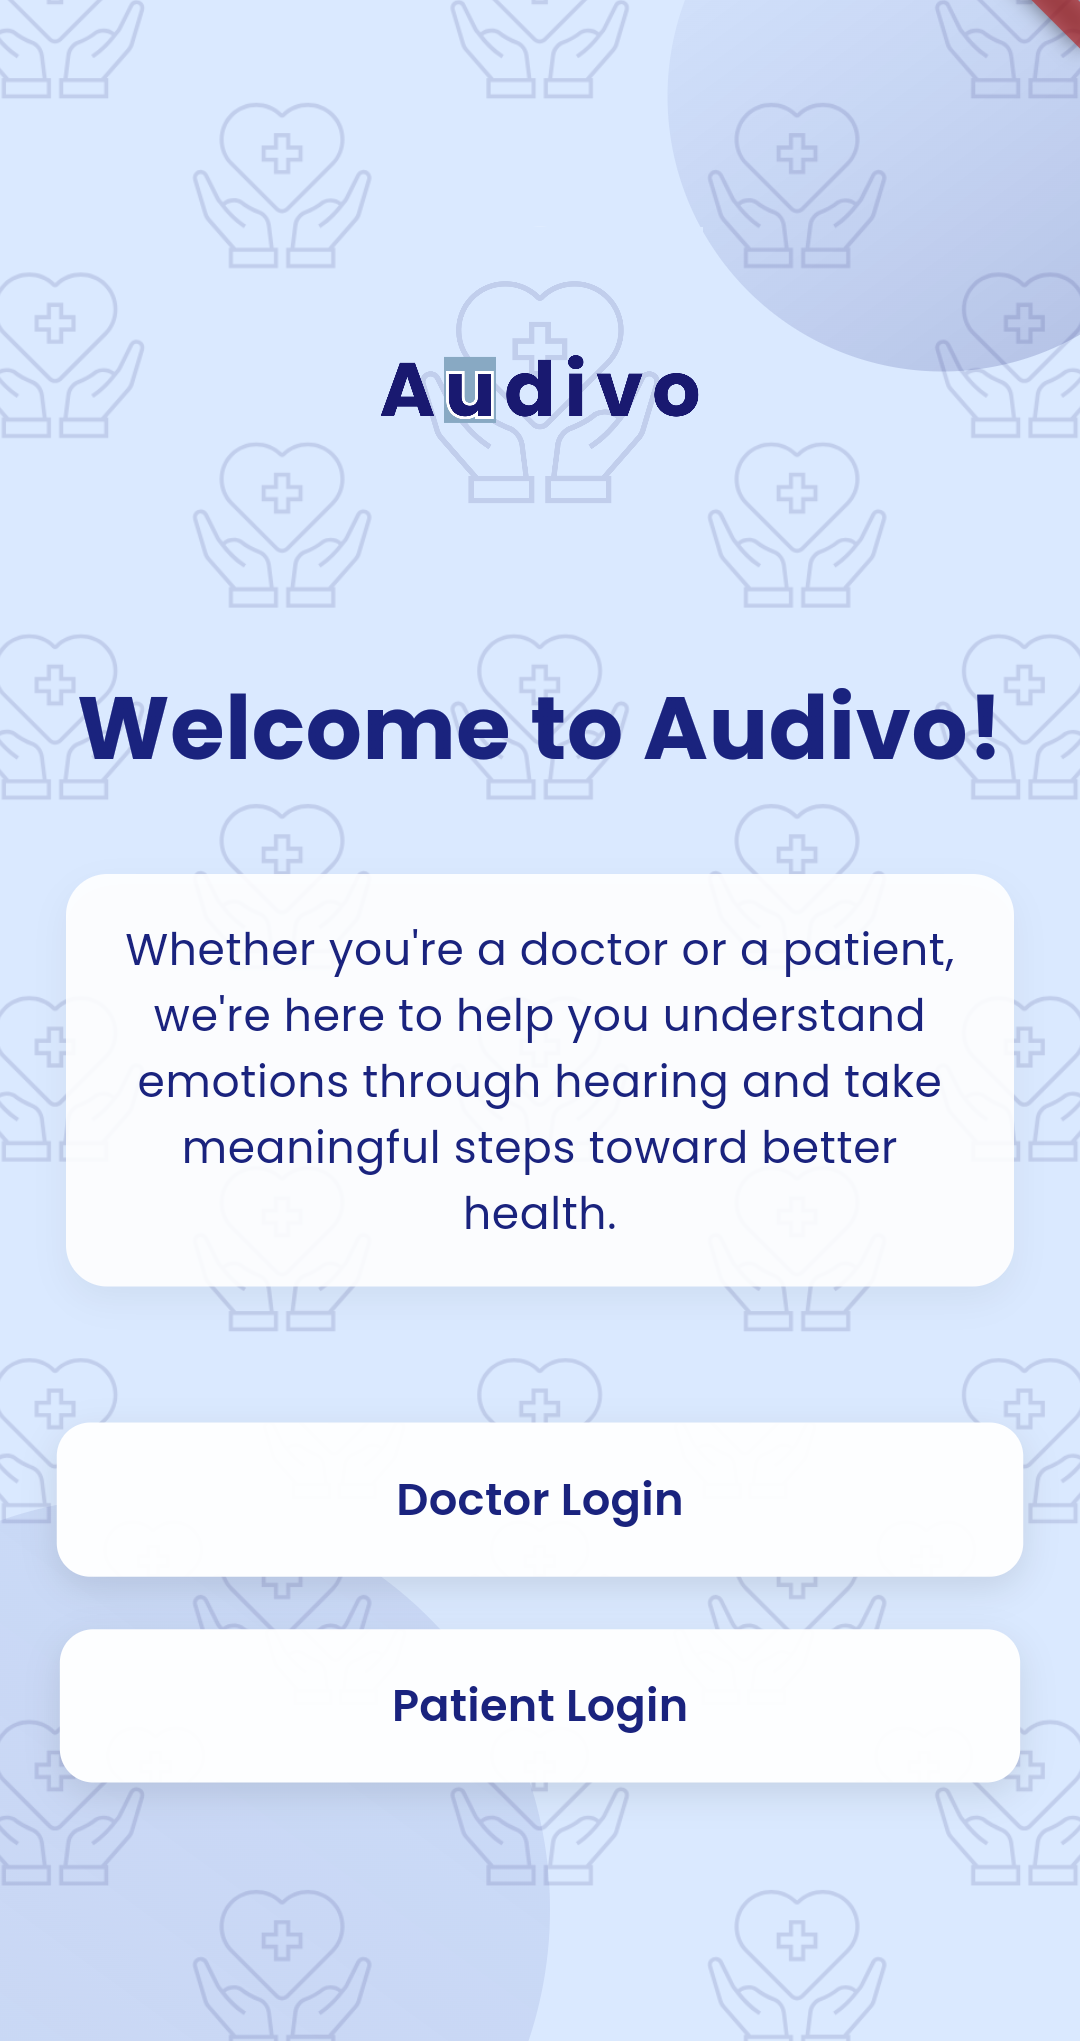 Audivo
Welcome to Audivo!
Whether you're a doctor or a patient,
we're here to help you understand
emotions through hearing and take
meaningful steps toward better
health.
Doctor Login
Patient Login